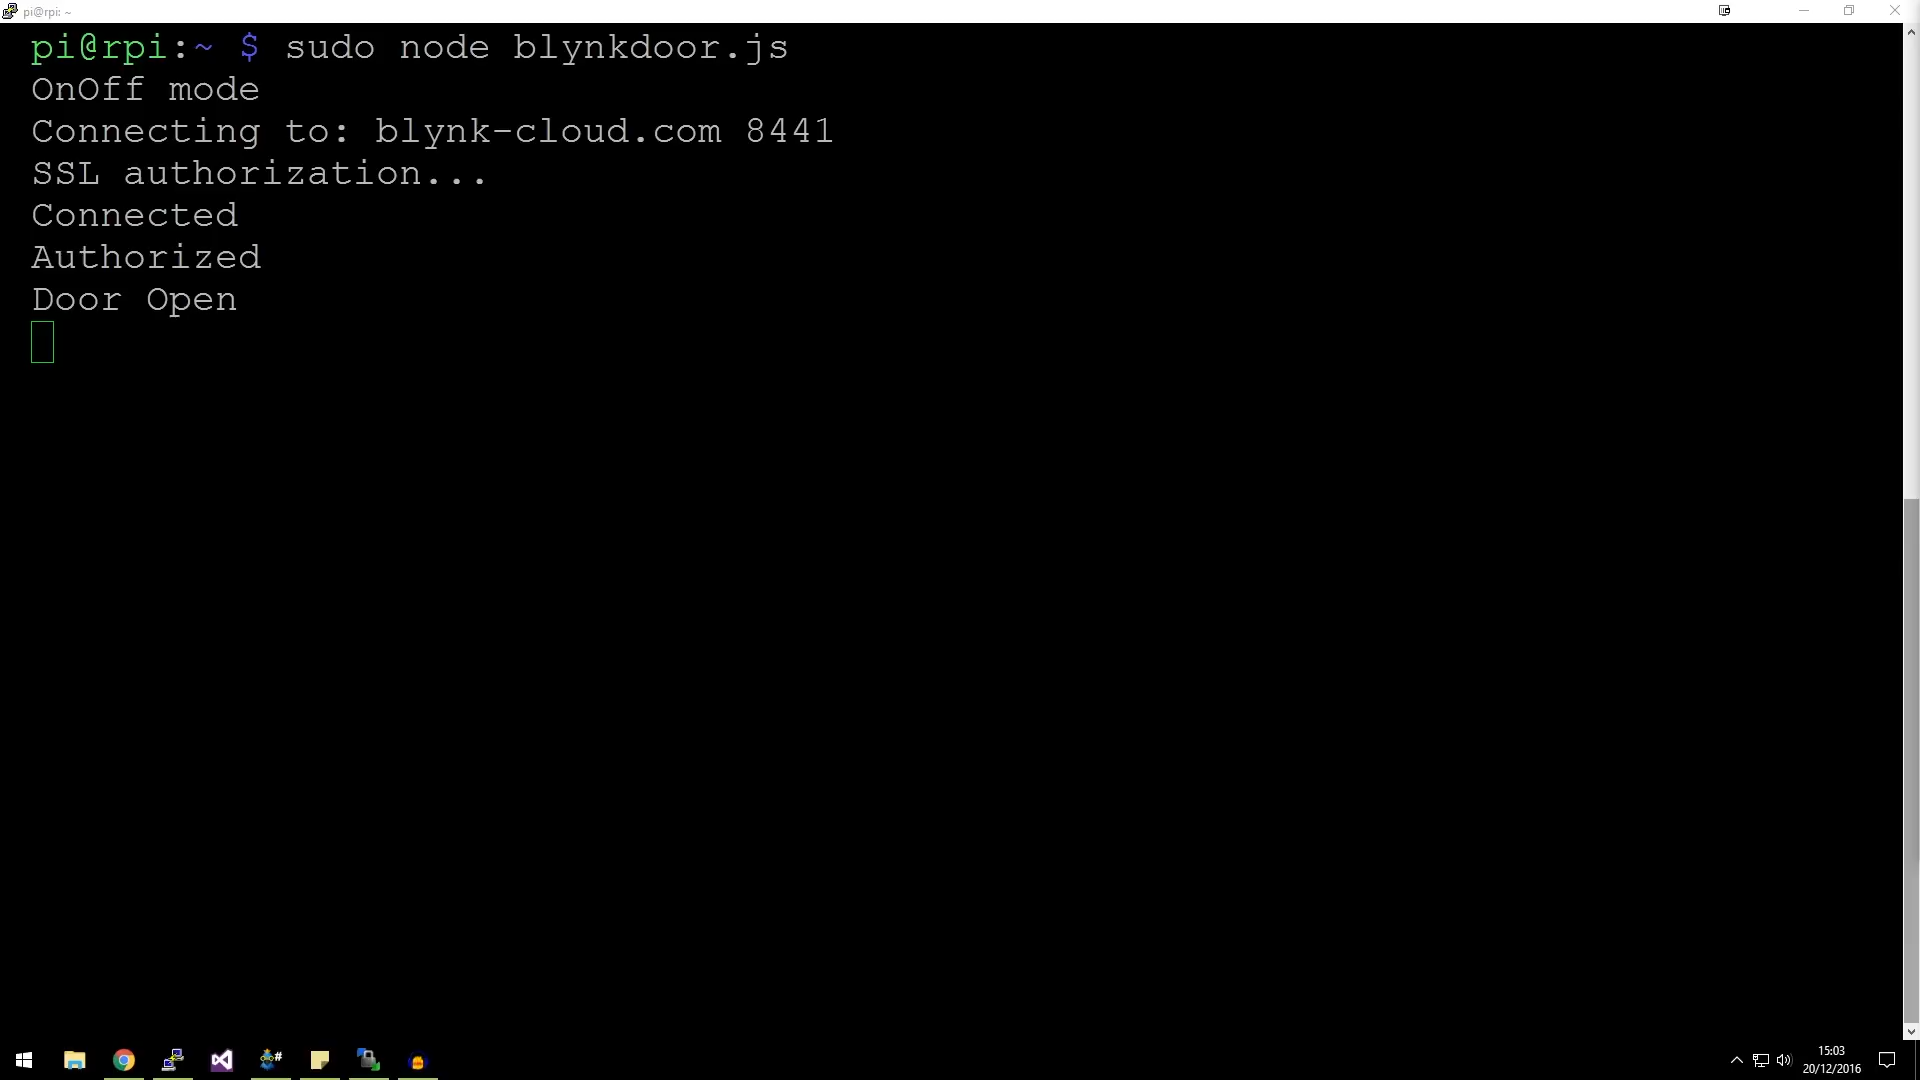 pi@rpi: ~
pi@rpi:~ $ sudo node blynkdoor.js
OnOff mode
Connecting to: blynk-cloud.com 8441
SSL authorization...
Connected
Authorized
Door Open
15:03
20/12/2016